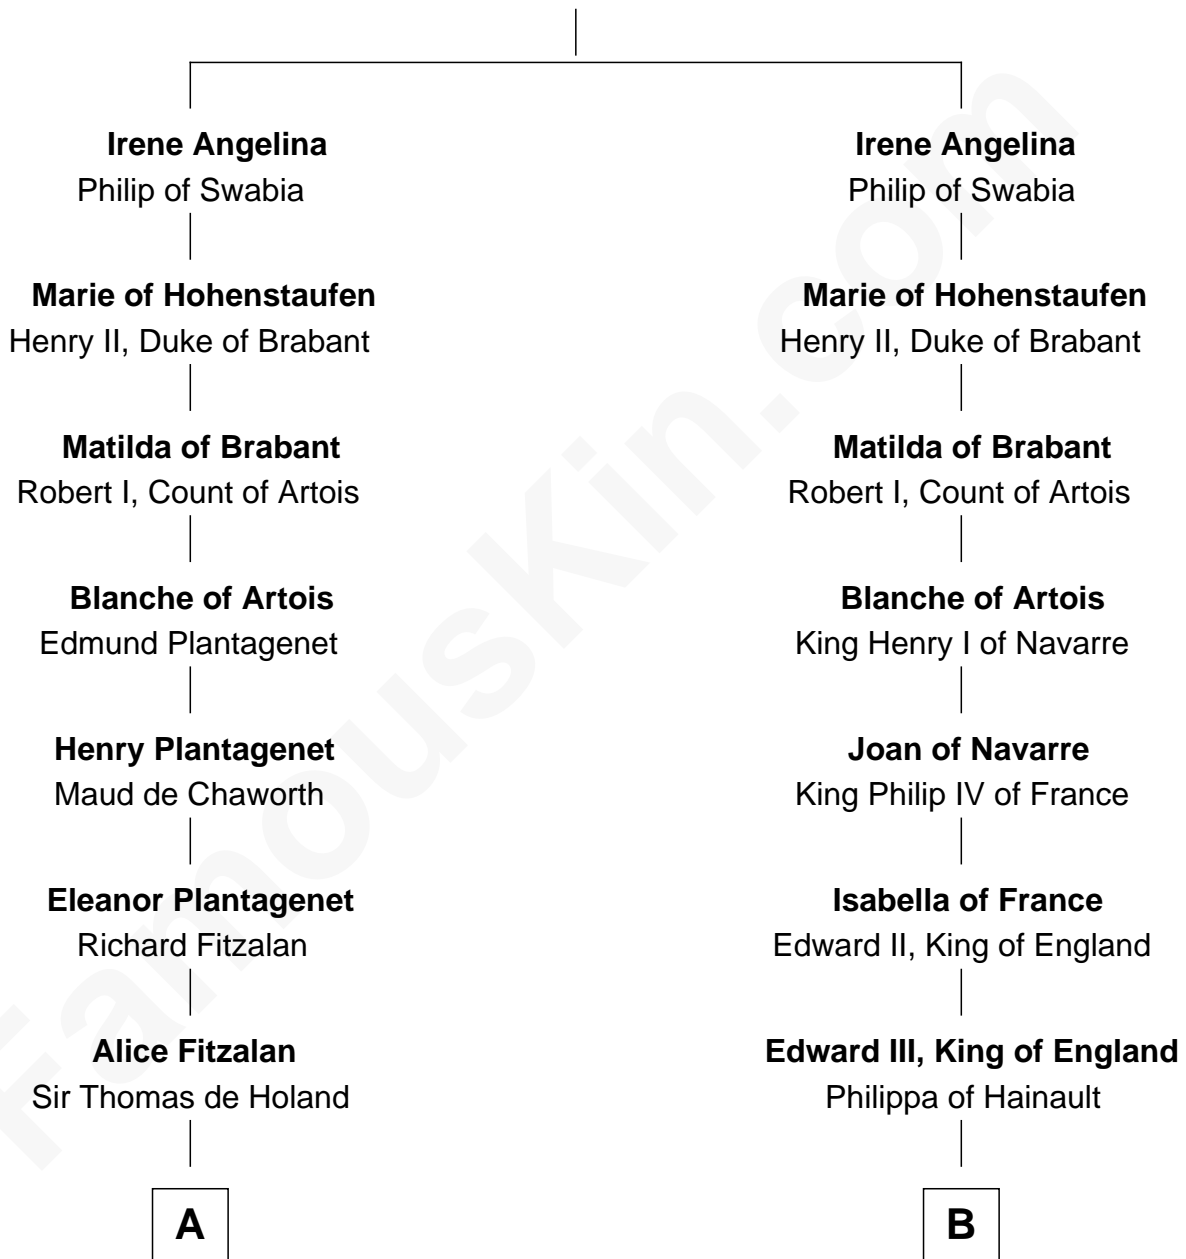 Irene Angelina
Philip of Swabia
Marie of Hohenstaufen
Henry II, Duke of Brabant
Matilda of Brabant
Robert I, Count of Artois
Blanche of Artois
Edmund Plantagenet
Henry Plantagenet
Maud de Chaworth
Eleanor Plantagenet
Richard Fitzalan
Alice Fitzalan
Sir Thomas de Holand
A
Irene Angelina
Philip of Swabia
Marie of Hohenstaufen
Henry II, Duke of Brabant
Matilda of Brabant
Robert I, Count of Artois
Blanche of Artois
King Henry I of Navarre
Joan of Navarre
King Philip IV of France
Isabella of France
Edward II, King of England
Edward III, King of England
Philippa of Hainault
B
FamousKin.com